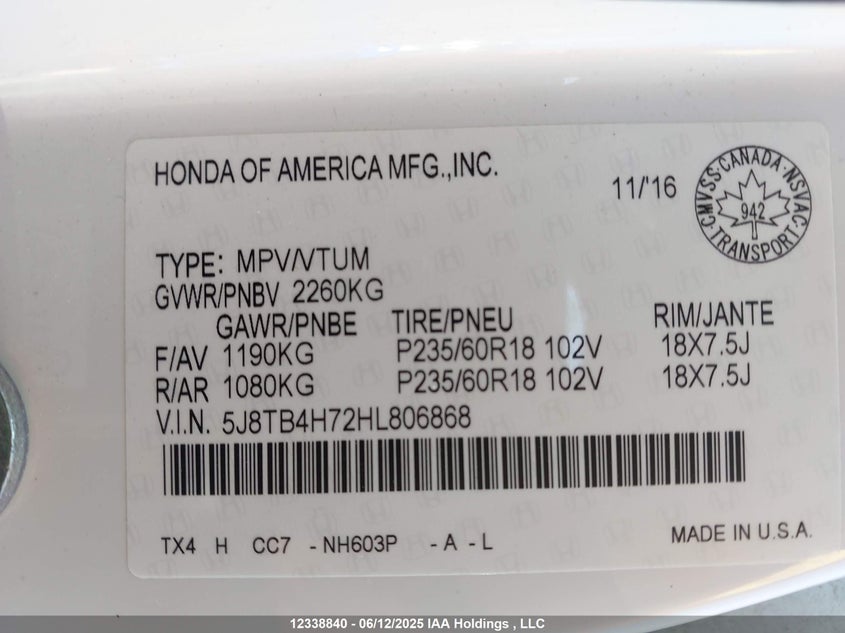 HONDA OF AMERICA MFG.,INC.
11/'16
CMVSS·CANADA·NSVAC
942
·TRANSPORT·
TYPE: MPV/VTUM
GVWR/PNBV 2260KG
GAWR/PNBE TIRE/PNEU RIM/JANTE
F/AV 1190KG P235/60R18 102V 18X7.5J
R/AR 1080KG P235/60R18 102V 18X7.5J
V.I.N. 5J8TB4H72HL806868
TX4 H CC7 -NH603P -A -L
MADE IN U.S.A.
12338840 - 06/12/2025 IAA Holdings , LLC